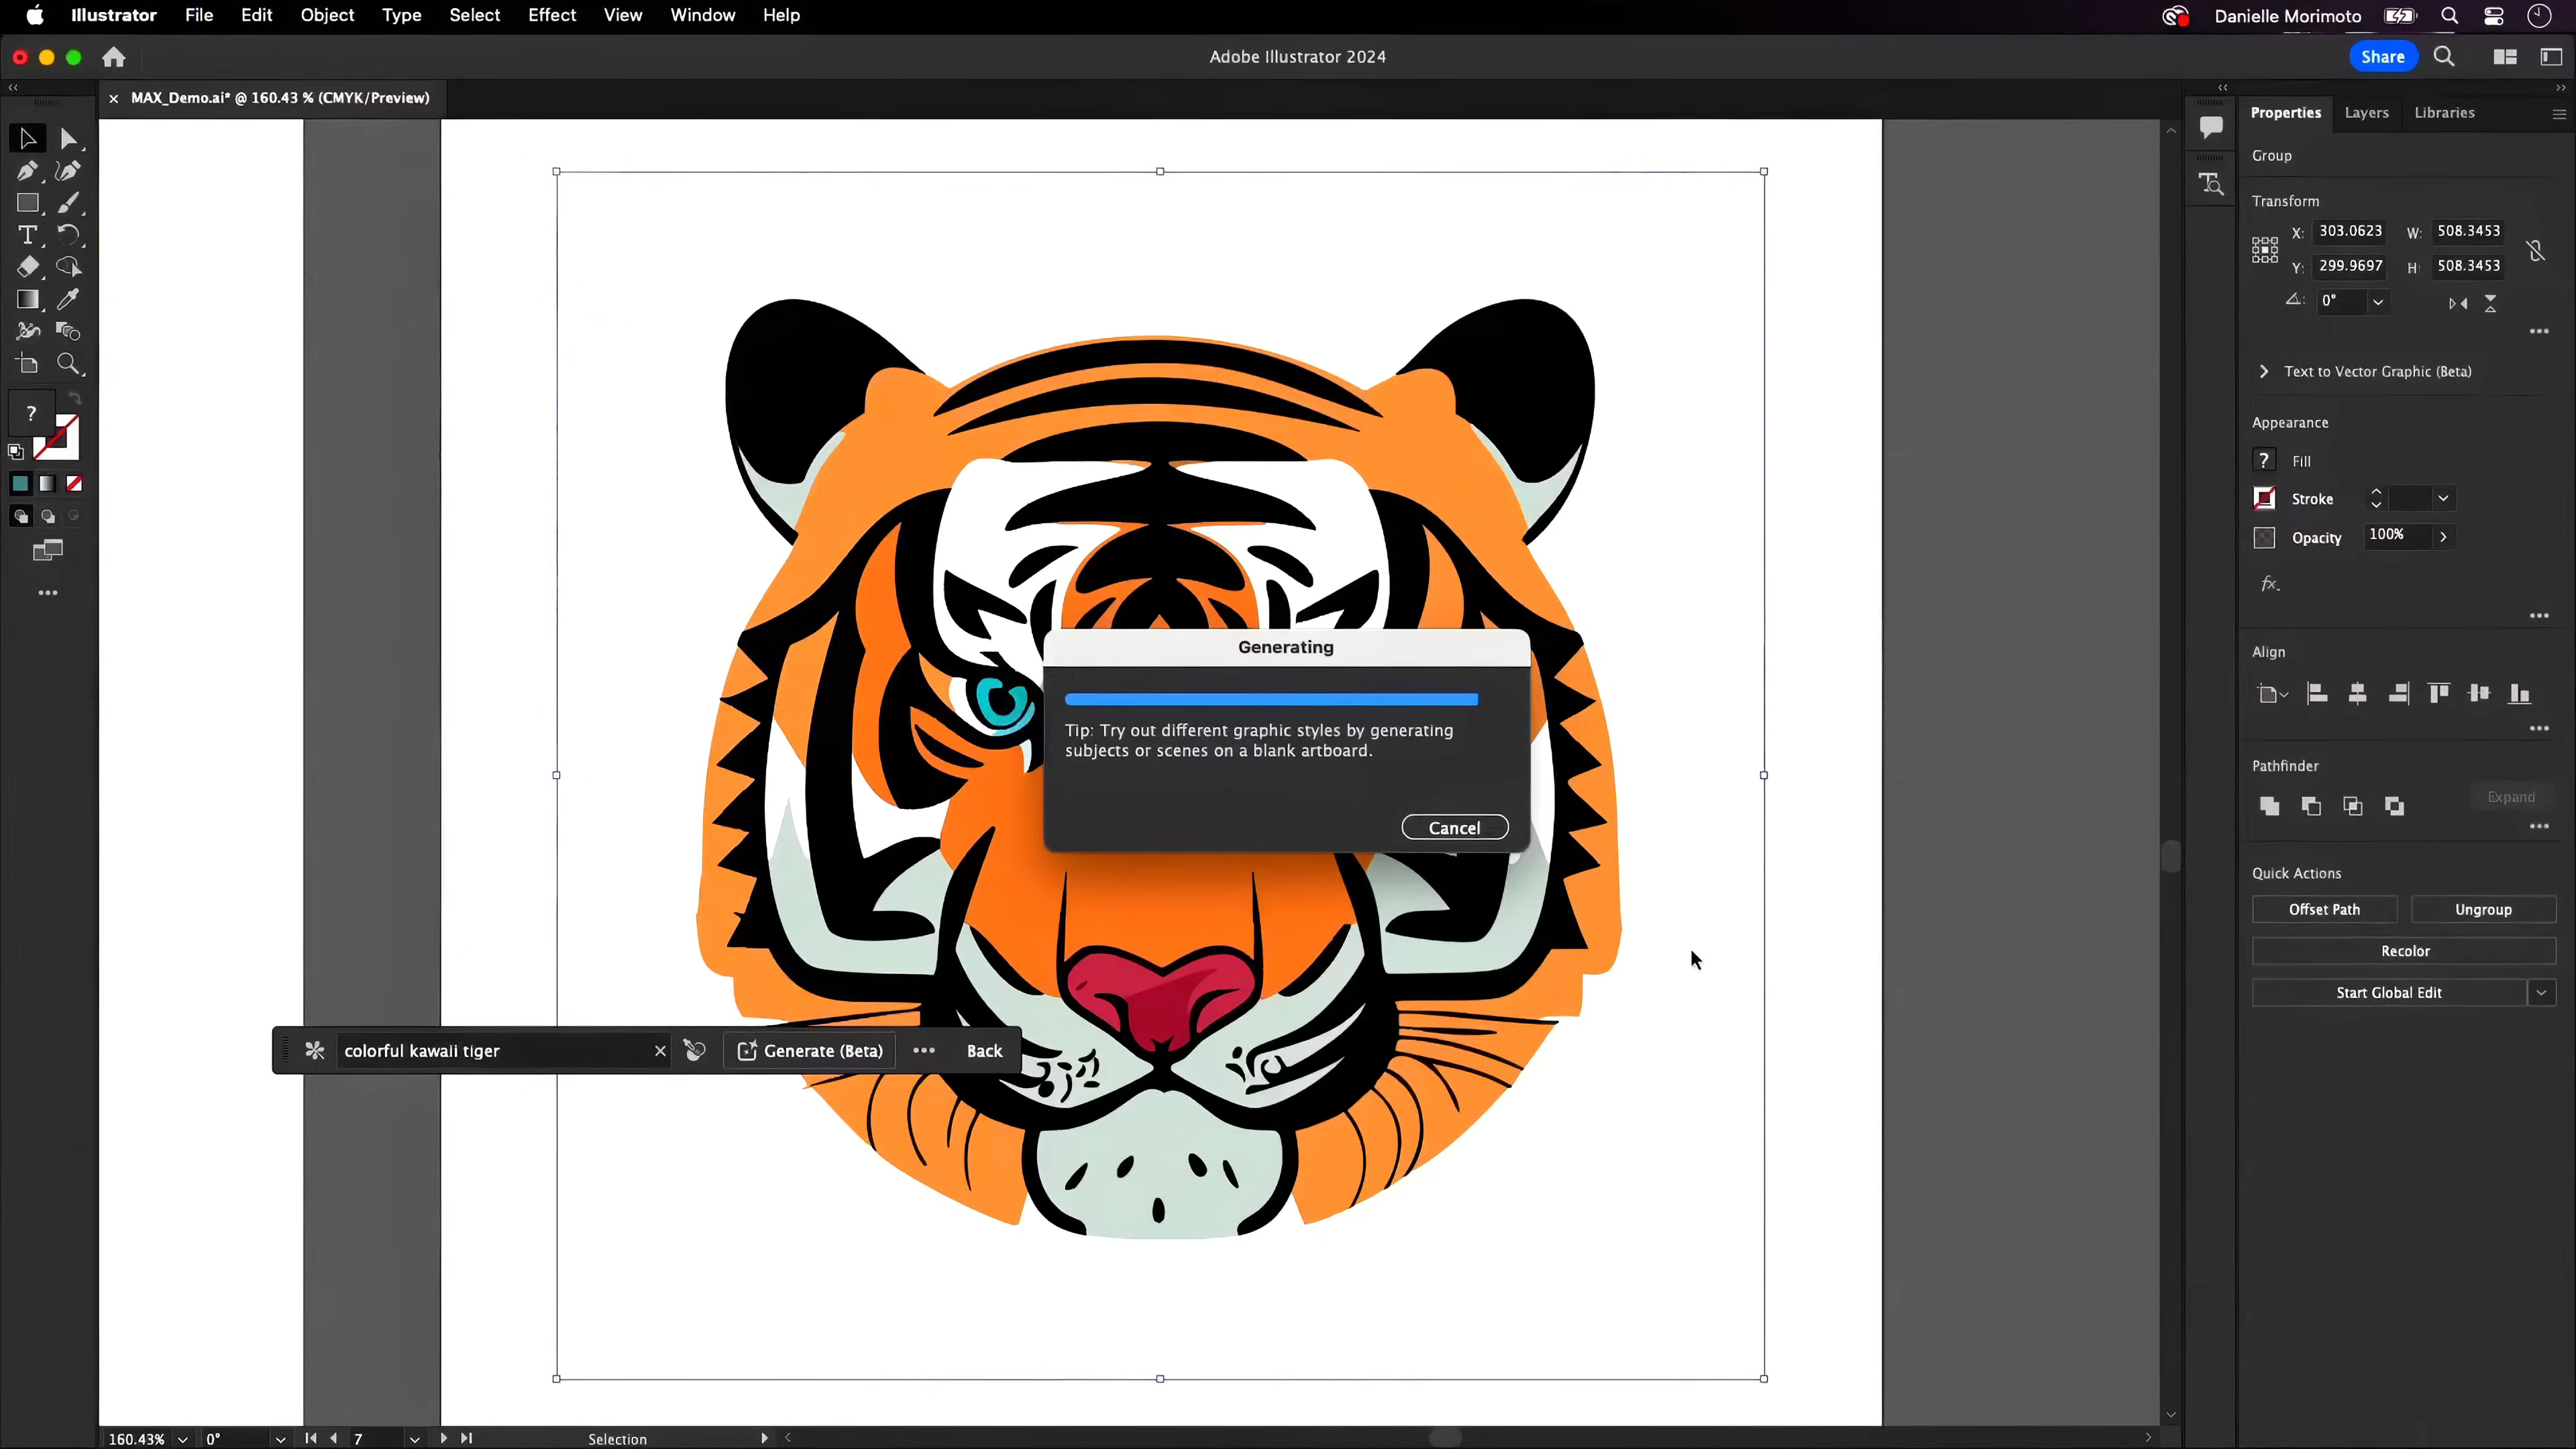 Illustrator File Edit Object Type Select Effect View Window Help
Danielle Morimoto
Adobe Illustrator 2024
Share
× MAX_Demo.ai* @ 160.43 % (CMYK/Preview)
Properties Layers Libraries
Group
Transform
X: 303.0623 W: 508.3453
Y: 299.9697 H: 508.3453
0°
Text to Vector Graphic (Beta)
Appearance
? Fill
Stroke
Opacity 100%
fx.
Align
Pathfinder
Expand
Quick Actions
Offset Path Ungroup
Recolor
Start Global Edit
T
?
Generating
Tip: Try out different graphic styles by generating
subjects or scenes on a blank artboard.
Cancel
colorful kawaii tiger × Generate (Beta) ••• Back
160.43% 0° 7 Selection